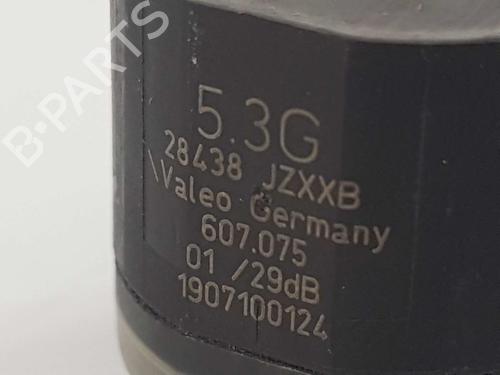 B-PARTS
5.3G
28438 JZXXB
\Valeo Germany
607.075
01 /29dB
1907100124